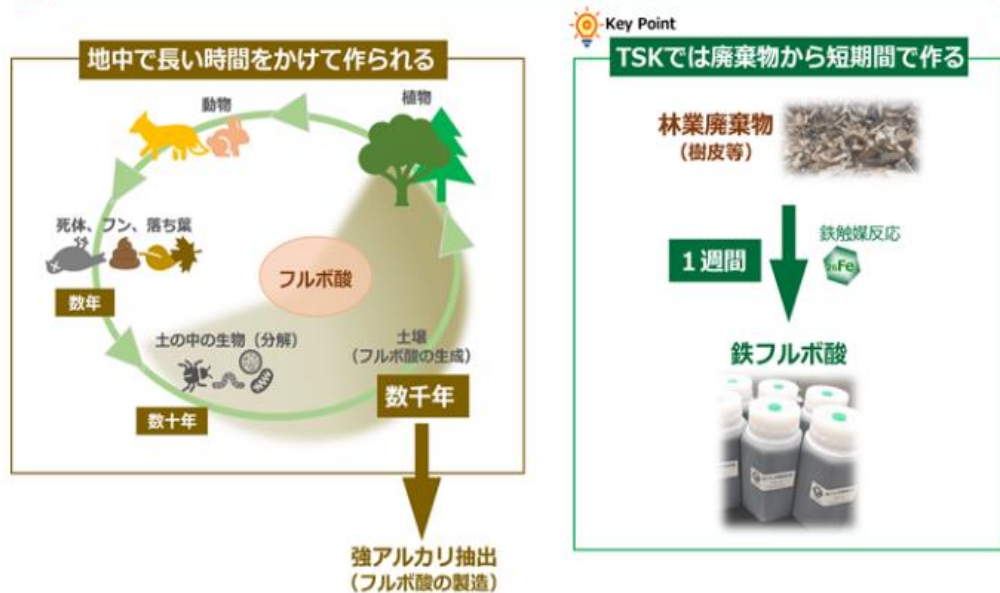 地中で長い時間をかけて作られる
動物
植物
死体、フン、落ち葉
数年
フルボ酸
土の中の生物（分解）
数十年
土壌
（フルボ酸の生成）
数千年
強アルカリ抽出
（フルボ酸の製造）
Key Point
TSKでは廃棄物から短期間で作る
林業廃棄物
（樹皮等）
1週間
鉄触媒反応
26Fe
鉄フルボ酸